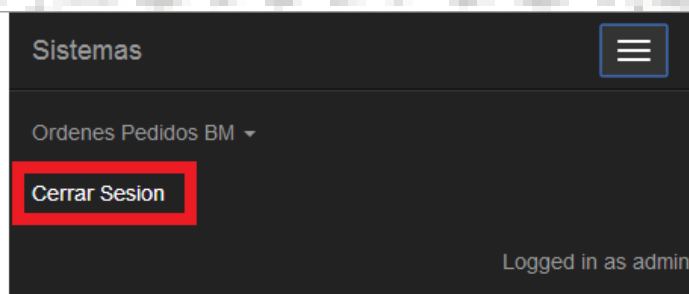 Sistemas
Ordenes Pedidos BM
Cerrar Sesion
Logged in as admin